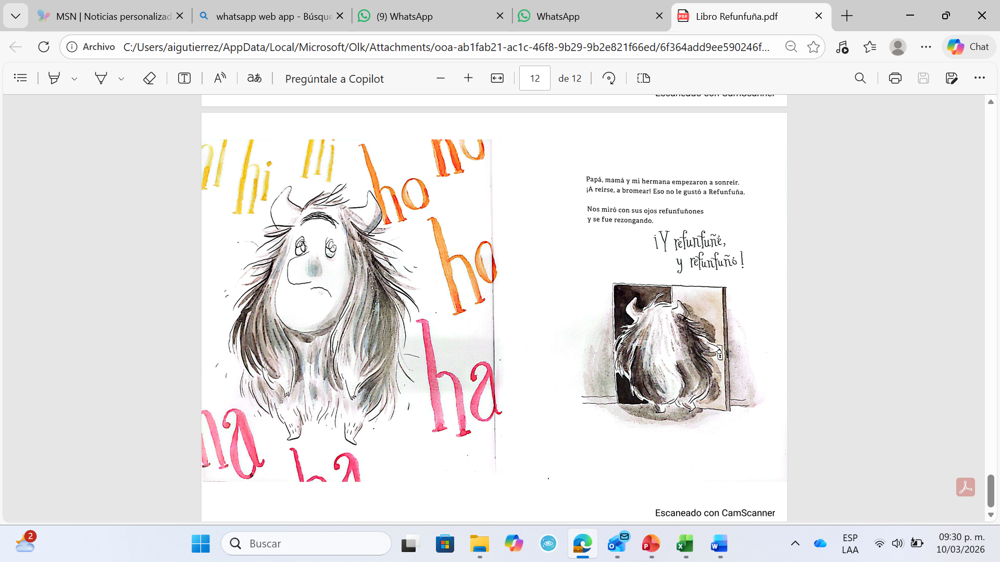 MSN | Noticias personalizad
whatsapp web app - Búsque
(9) WhatsApp
WhatsApp
Libro Refunfuña.pdf
Archivo
C:/Users/aigutierrez/AppData/Local/Microsoft/Olk/Attachments/ooa-ab1fab21-ac1c-46f8-9b29-9b2e821f66ed/6f364add9ee590246f...
Chat
Pregúntale a Copilot
12
de 12
Escaneado con CamScanner
hi
hi
hi
ho
ho
ho
Papá, mamá y mi hermana empezaron a sonreír.
¡A reírse, a bromear! Eso no le gustó a Refunfuña.
Nos miró con sus ojos refunfuñones
y se fue rezongando.
¡Y refunfuñé,
y refunfuñó!
ha
ha
ha
Escaneado con CamScanner
2
Buscar
ESP
LAA
09:30 p. m.
10/03/2026